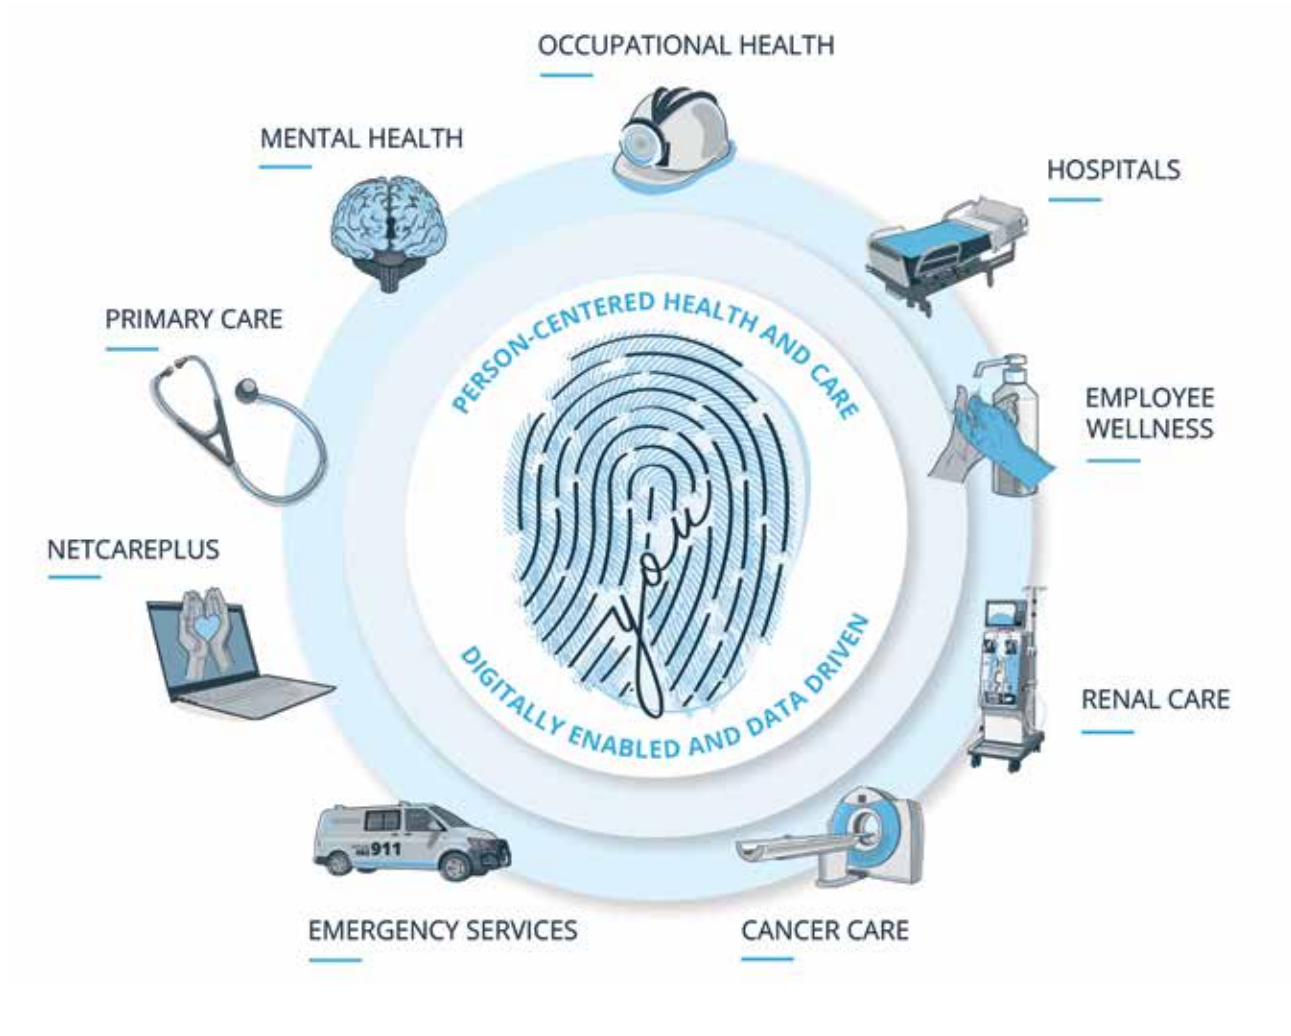 OCCUPATIONAL HEALTH
MENTAL HEALTH
HOSPITALS
PRIMARY CARE
PERSON-CENTERED HEALTH AND CARE
EMPLOYEE
WELLNESS
NETCAREPLUS
you
DIGITALLY ENABLED AND DATA DRIVEN
RENAL CARE
911
EMERGENCY SERVICES
CANCER CARE